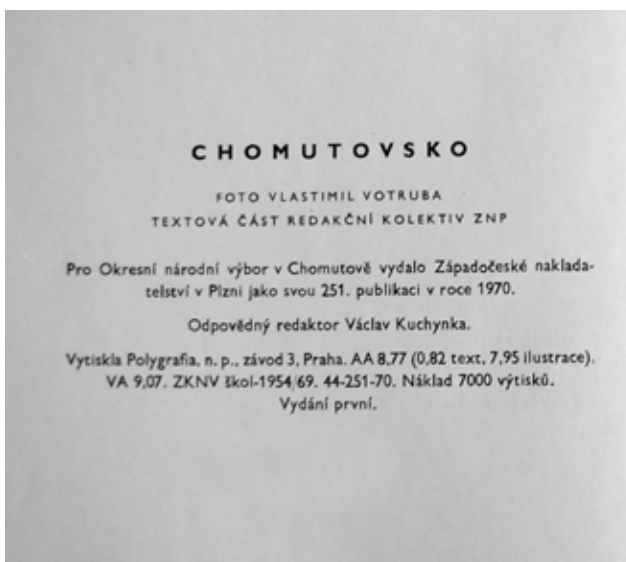 CHOMUTOVSKO
FOTO VLASTIMIL VOTRUBA
TEXTOVÁ ČÁST REDAKČNÍ KOLEKTIV ZNP
Pro Okresní národní výbor v Chomutově vydalo Západočeské naklada-
telství v Plzni jako svou 251. publikaci v roce 1970.
Odpovědný redaktor Václav Kuchynka.
Vytiskla Polygrafia, n. p., závod 3, Praha. AA 8,77 (0,82 text, 7,95 ilustrace).
VA 9,07. ZKNV škol-1954/69. 44-251-70. Náklad 7000 výtisků.
Vydání první.